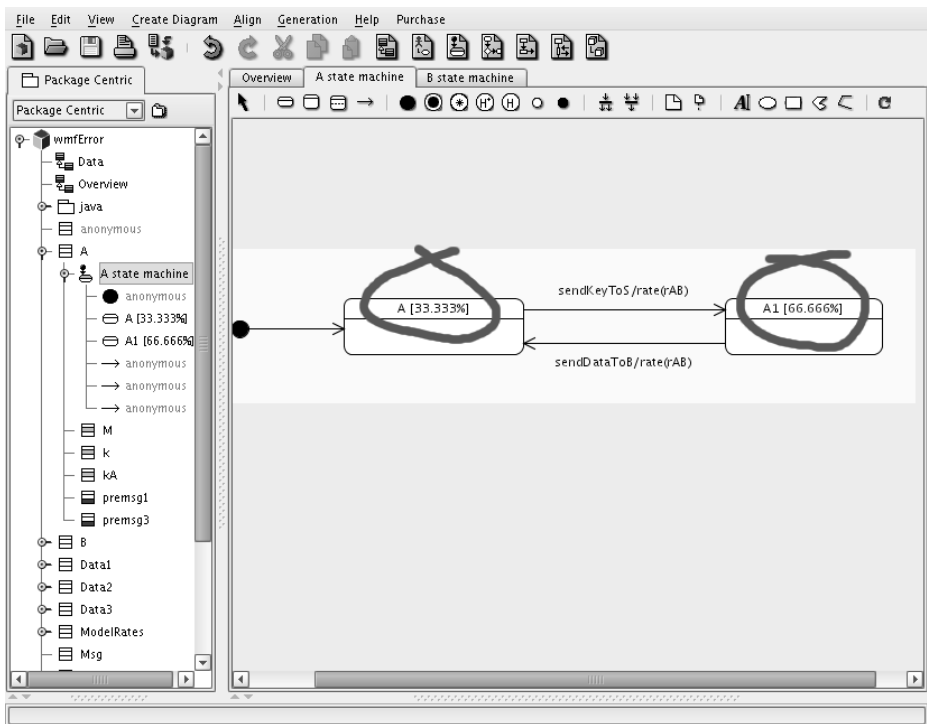 File Edit View Create Diagram Align Generation Help Purchase
Package Centric
Overview A state machine B state machine
Package Centric
wmfError
Data
Overview
java
anonymous
A
A state machine
anonymous
A [33.333%]
A1 [66.666%]
anonymous
anonymous
anonymous
M
k
kA
premsg1
premsg3
B
Data1
Data2
Data3
ModelRates
Msg
A [33.333%]
sendKeyToS/rate(rAB)
A1 [66.666%]
sendDataToB/rate(rAB)